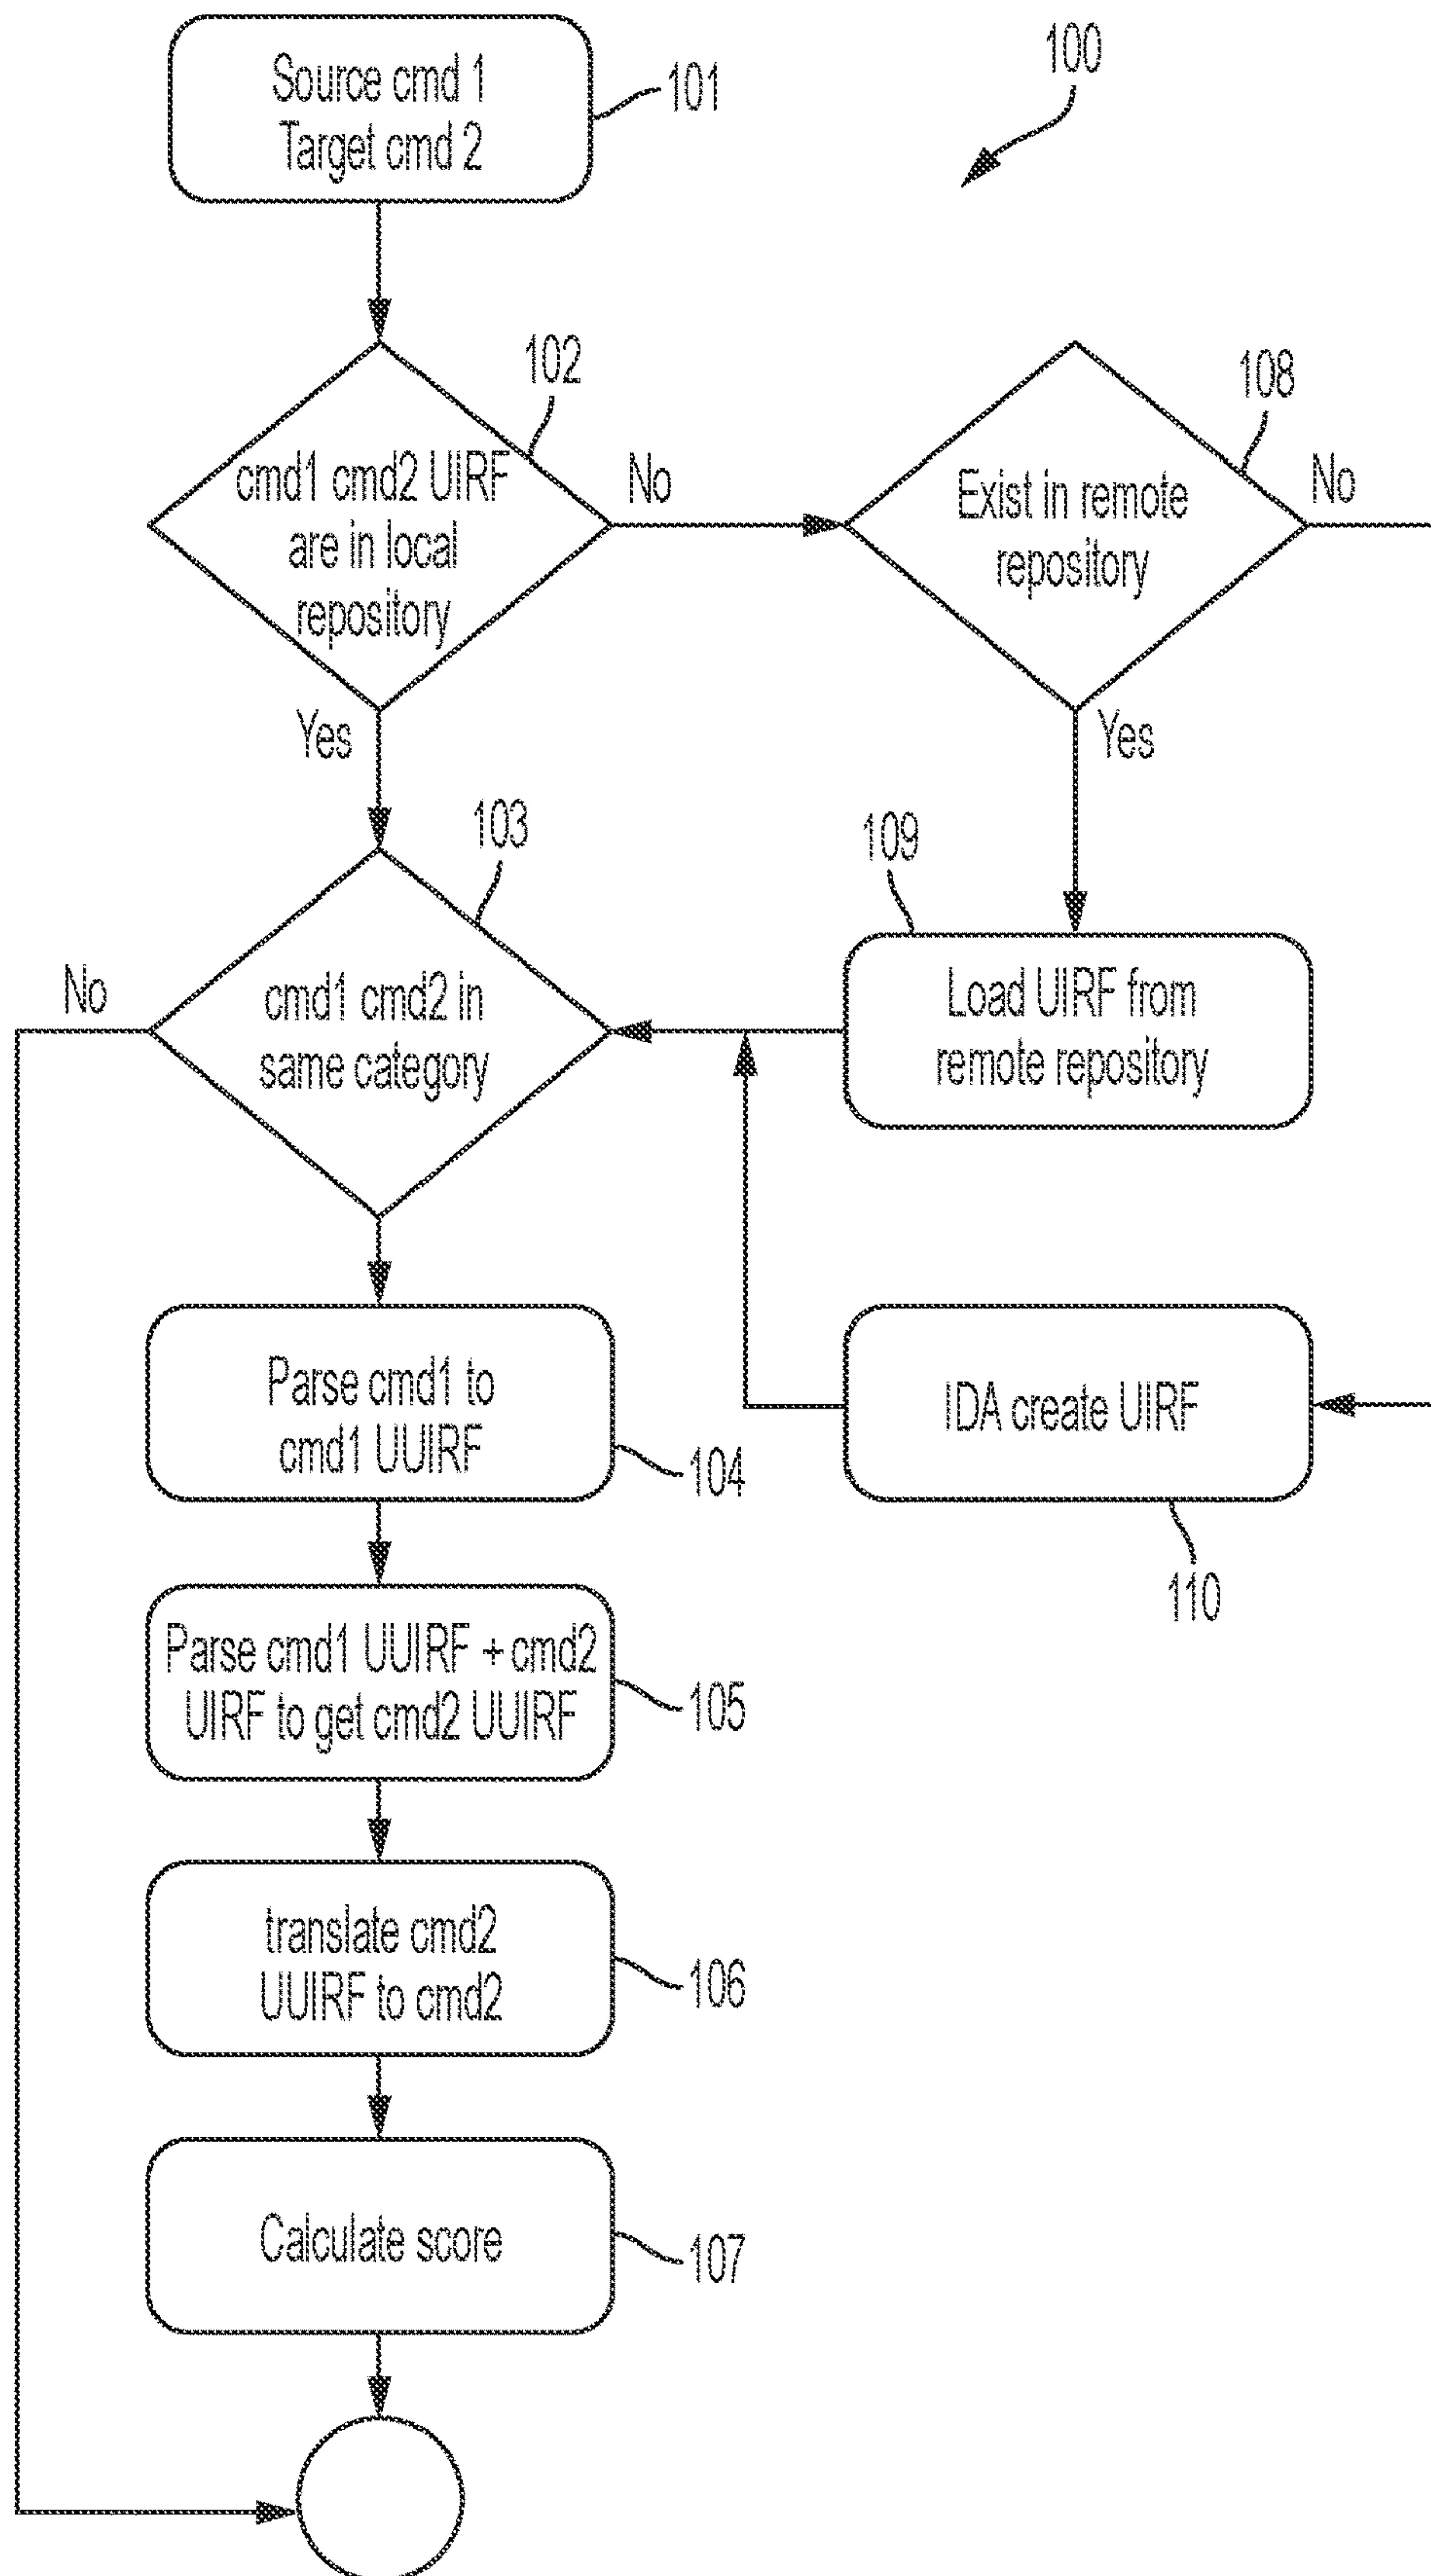 Source cmd 1
Target cmd 2
101
100
102
cmd1 cmd2 UIRF
are in local
repository
No
Yes
108
Exist in remote
repository
No
Yes
103
cmd1 cmd2 in
same category
No
109
Load UIRF from
remote repository
Parse cmd1 to
cmd1 UUIRF
104
IDA create UIRF
110
Parse cmd1 UUIRF + cmd2
UIRF to get cmd2 UUIRF
105
translate cmd2
UUIRF to cmd2
106
Calculate score
107